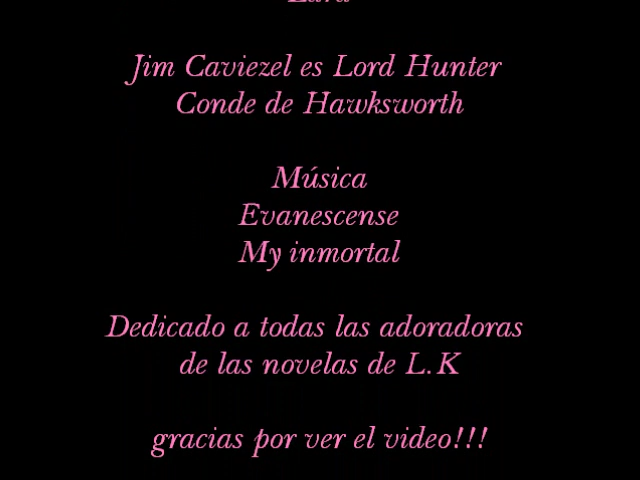 Lara
Jim Caviezel es Lord Hunter
Conde de Hawksworth
Música
Evanescense
My inmortal
Dedicado a todas las adoradoras
de las novelas de L.K
gracias por ver el video!!!